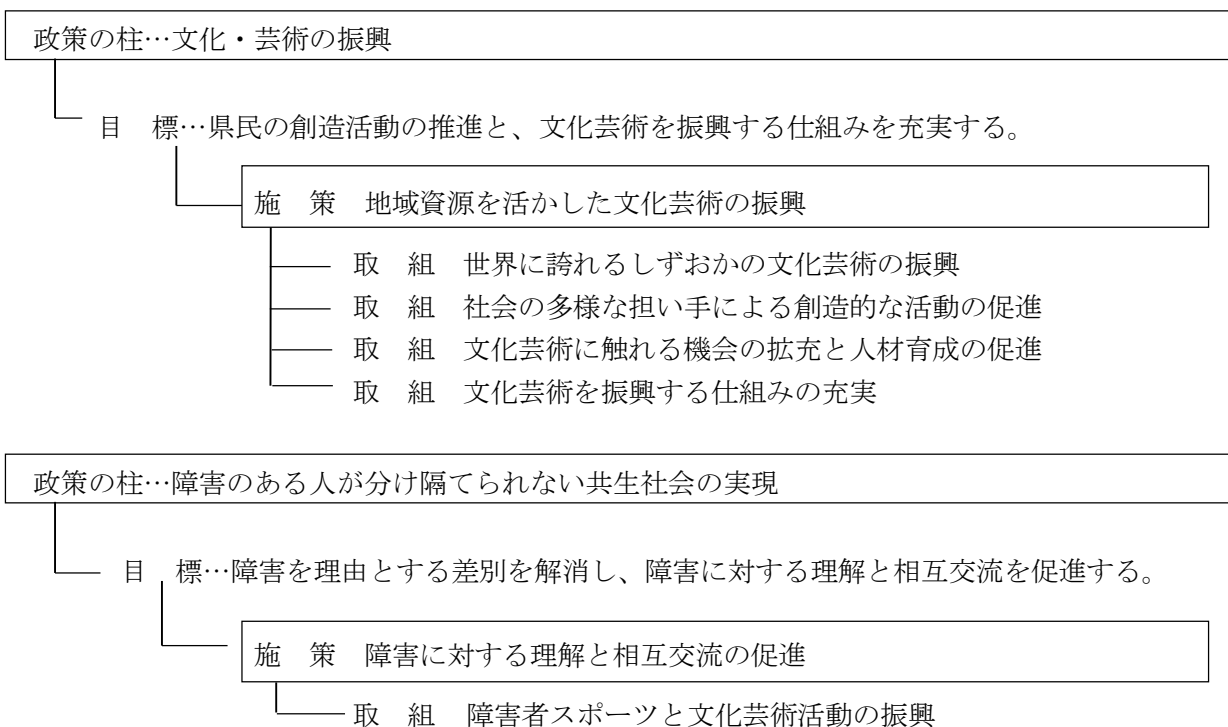 政策の柱…文化・芸術の振興
目　標…県民の創造活動の推進と、文化芸術を振興する仕組みを充実する。
施　策　地域資源を活かした文化芸術の振興
取　組　世界に誇れるしずおかの文化芸術の振興
取　組　社会の多様な担い手による創造的な活動の促進
取　組　文化芸術に触れる機会の拡充と人材育成の促進
取　組　文化芸術を振興する仕組みの充実
政策の柱…障害のある人が分け隔てられない共生社会の実現
目　標…障害を理由とする差別を解消し、障害に対する理解と相互交流を促進する。
施　策　障害に対する理解と相互交流の促進
取　組　障害者スポーツと文化芸術活動の振興